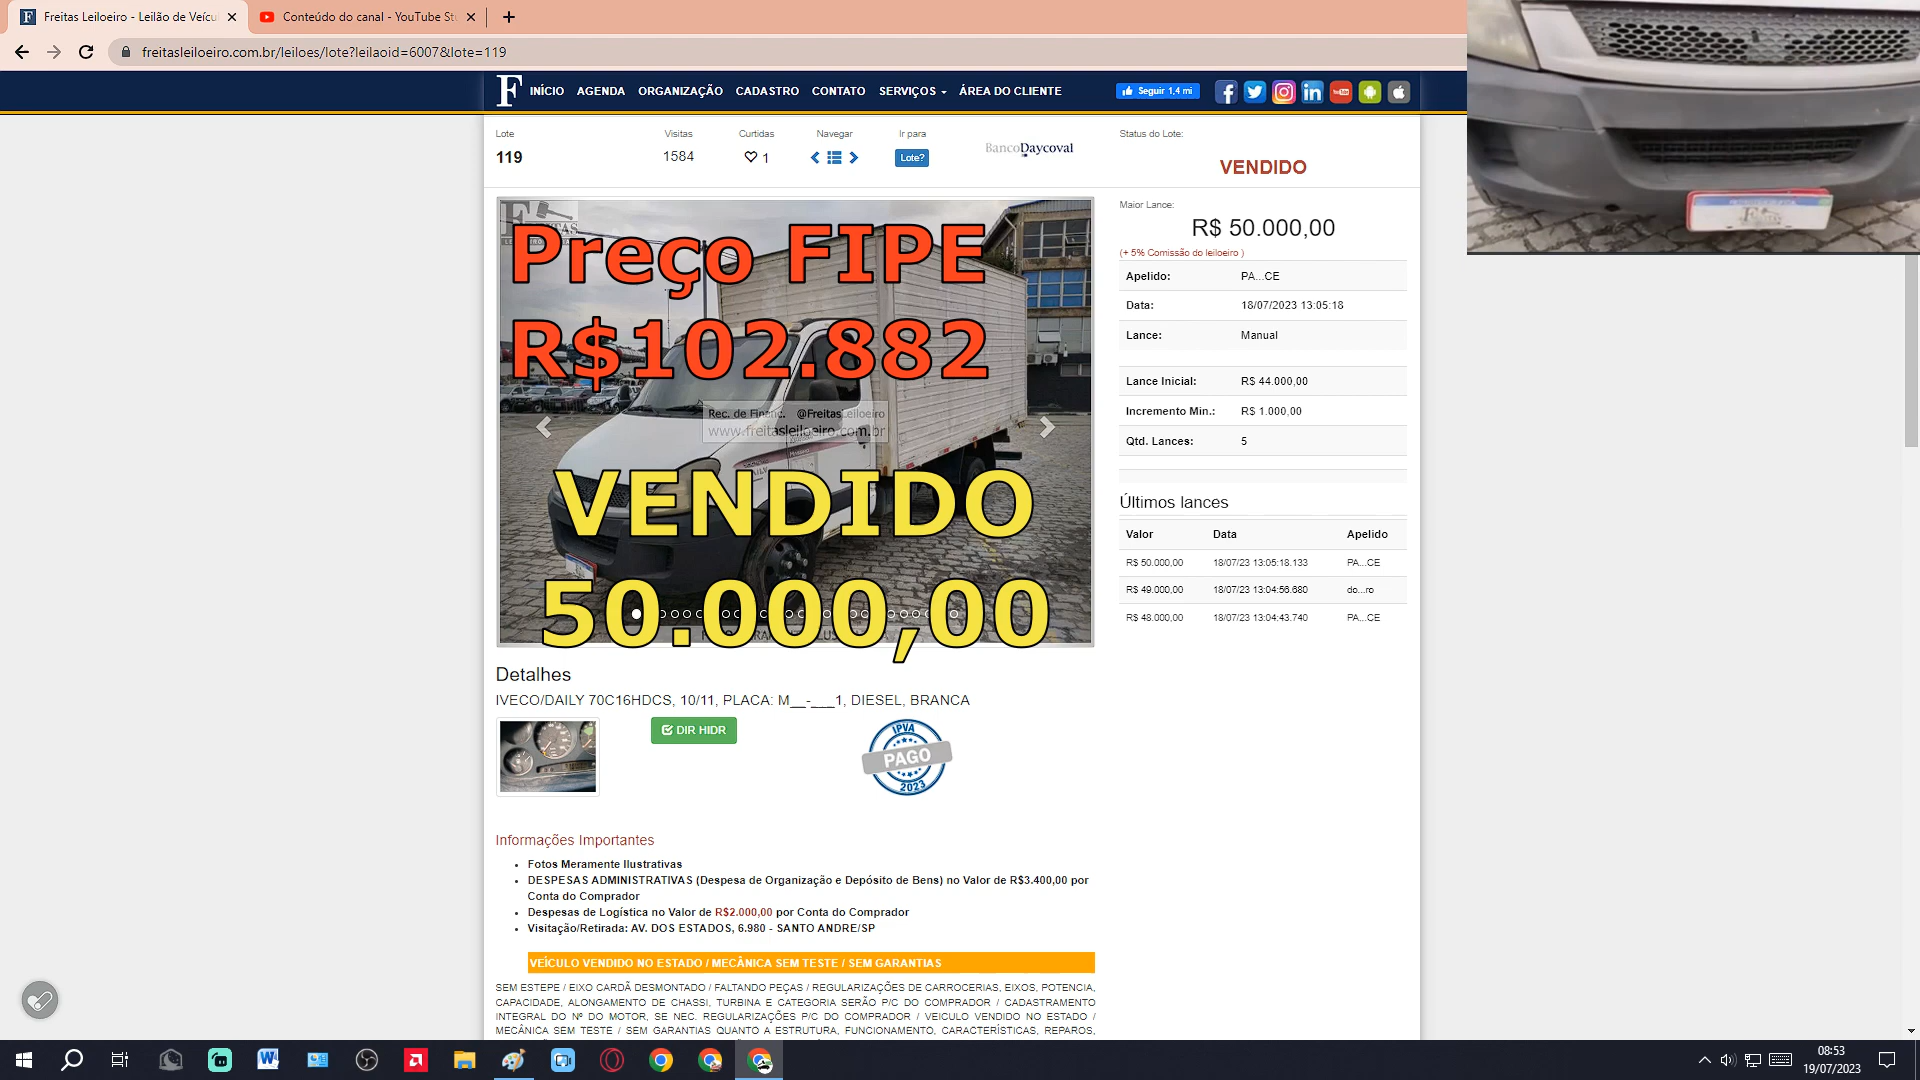 Freitas Leiloeiro - Leilão de Veícu
Conteúdo do canal - YouTube St
freitasleiloeiro.com.br/leiloes/lote?leilaoid=6007&lote=119
F INÍCIO AGENDA ORGANIZAÇÃO CADASTRO CONTATO SERVIÇOS ÁREA DO CLIENTE
Seguir 1,4 mi
Lote Visitas Curtidas Navegar Ir para
119 1584 1 Lote?
BancoDaycoval
Status do Lote:
VENDIDO
Preço FIPE
R$102.882
Rec. de Financ. @FreitasLeiloeiro
www.freitasleiloeiro.com.br
VENDIDO
50.000,00
Maior Lance:
R$ 50.000,00
(+ 5% Comissão do leiloeiro )
Apelido: PA...CE
Data: 18/07/2023 13:05:18
Lance: Manual
Lance Inicial: R$ 44.000,00
Incremento Min.: R$ 1.000,00
Qtd. Lances: 5
Últimos lances
Valor Data Apelido
R$ 50.000,00 18/07/23 13:05:18.133 PA...CE
R$ 49.000,00 18/07/23 13:04:56.680 do...ro
R$ 48.000,00 18/07/23 13:04:43.740 PA...CE
Detalhes
IVECO/DAILY 70C16HDCS, 10/11, PLACA: M__-___1, DIESEL, BRANCA
DIR HIDR
IPVA
PAGO
2023
Informações Importantes
• Fotos Meramente Ilustrativas
• DESPESAS ADMINISTRATIVAS (Despesa de Organização e Depósito de Bens) no Valor de R$3.400,00 por
Conta do Comprador
• Despesas de Logística no Valor de R$2.000,00 por Conta do Comprador
• Visitação/Retirada: AV. DOS ESTADOS, 6.980 - SANTO ANDRE/SP
VEÍCULO VENDIDO NO ESTADO / MECÂNICA SEM TESTE / SEM GARANTIAS
SEM ESTEPE / EIXO CARDÃ DESMONTADO / FALTANDO PEÇAS / REGULARIZAÇÕES DE CARROCERIAS, EIXOS, POTENCIA,
CAPACIDADE, ALONGAMENTO DE CHASSI, TURBINA E CATEGORIA SERÃO P/C DO COMPRADOR / CADASTRAMENTO
INTEGRAL DO Nº DO MOTOR, SE NEC. REGULARIZAÇÕES P/C DO COMPRADOR / VEICULO VENDIDO NO ESTADO /
MECÂNICA SEM TESTE / SEM GARANTIAS QUANTO A ESTRUTURA, FUNCIONAMENTO, CARACTERÍSTICAS, REPAROS,
08:53
19/07/2023